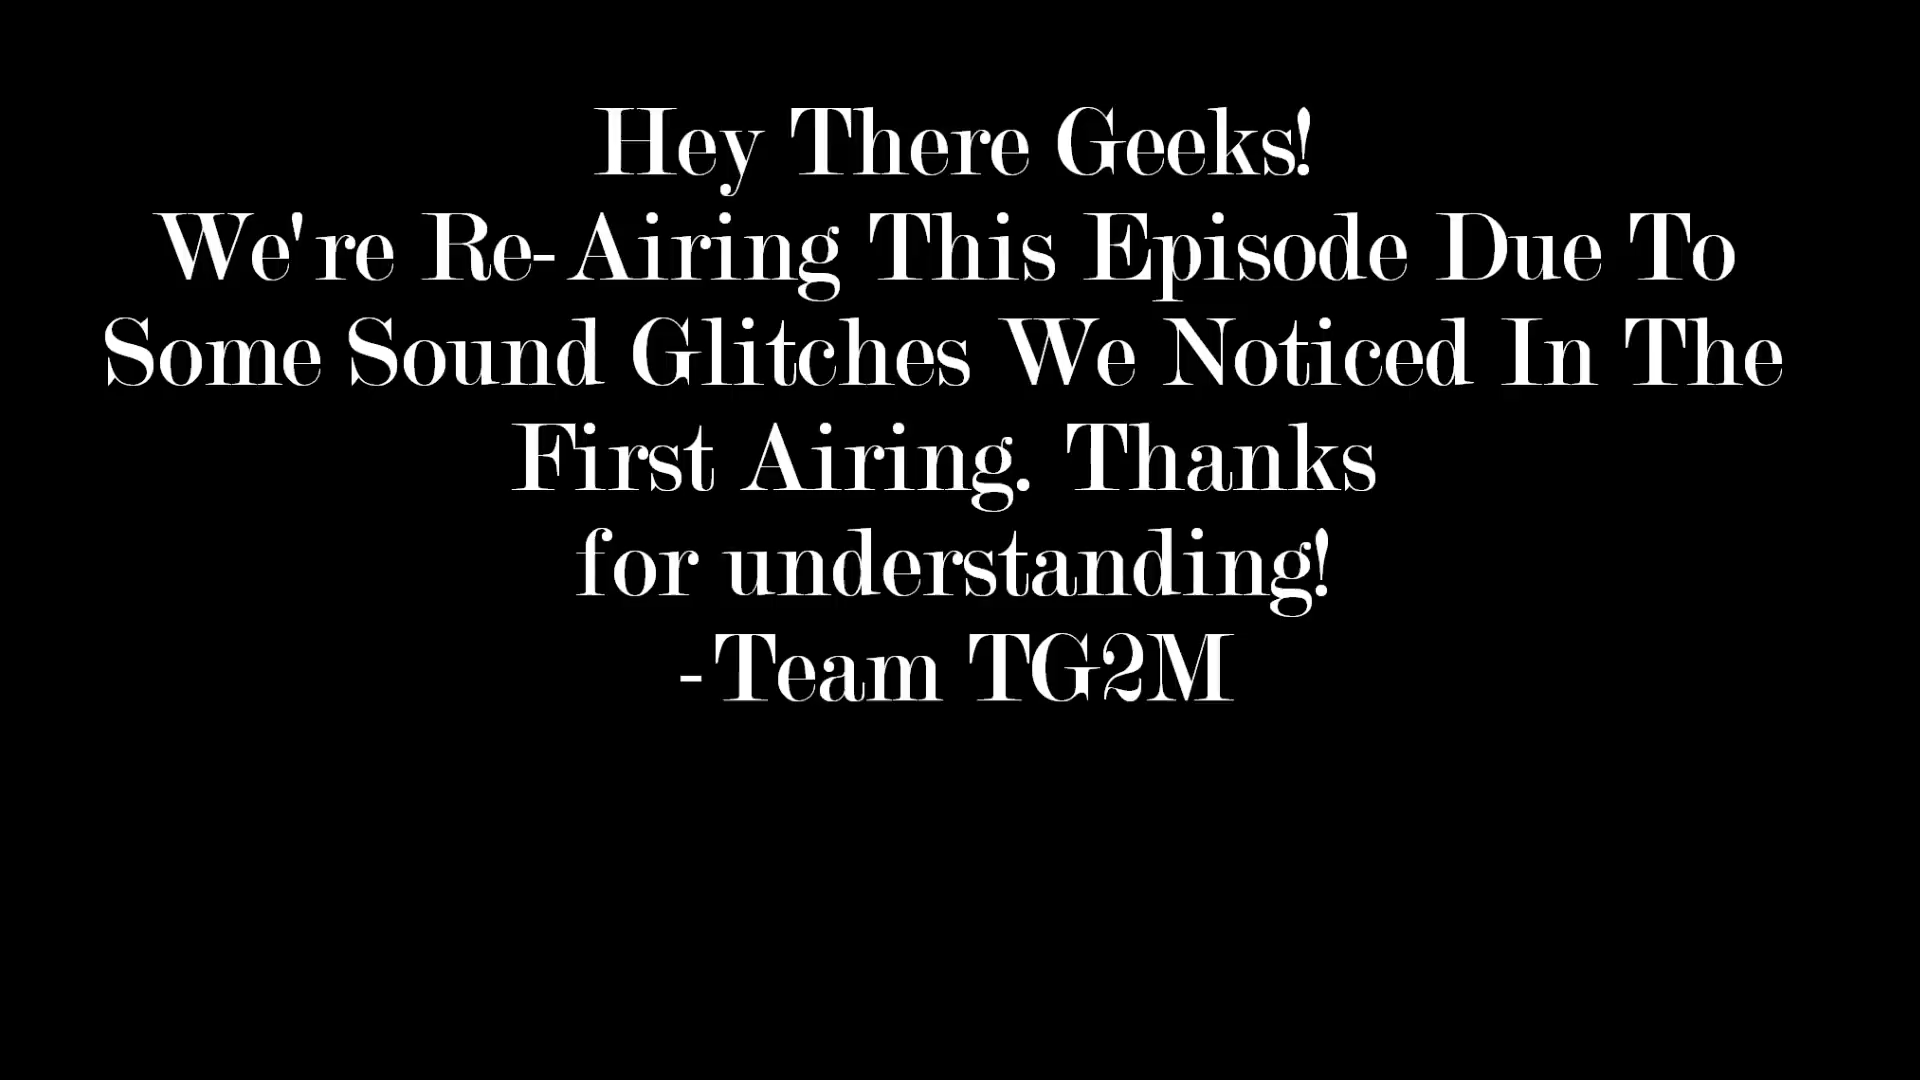 Hey There Geeks!
We're Re-Airing This Episode Due To
Some Sound Glitches We Noticed In The
First Airing. Thanks
for understanding!
-Team TG2M